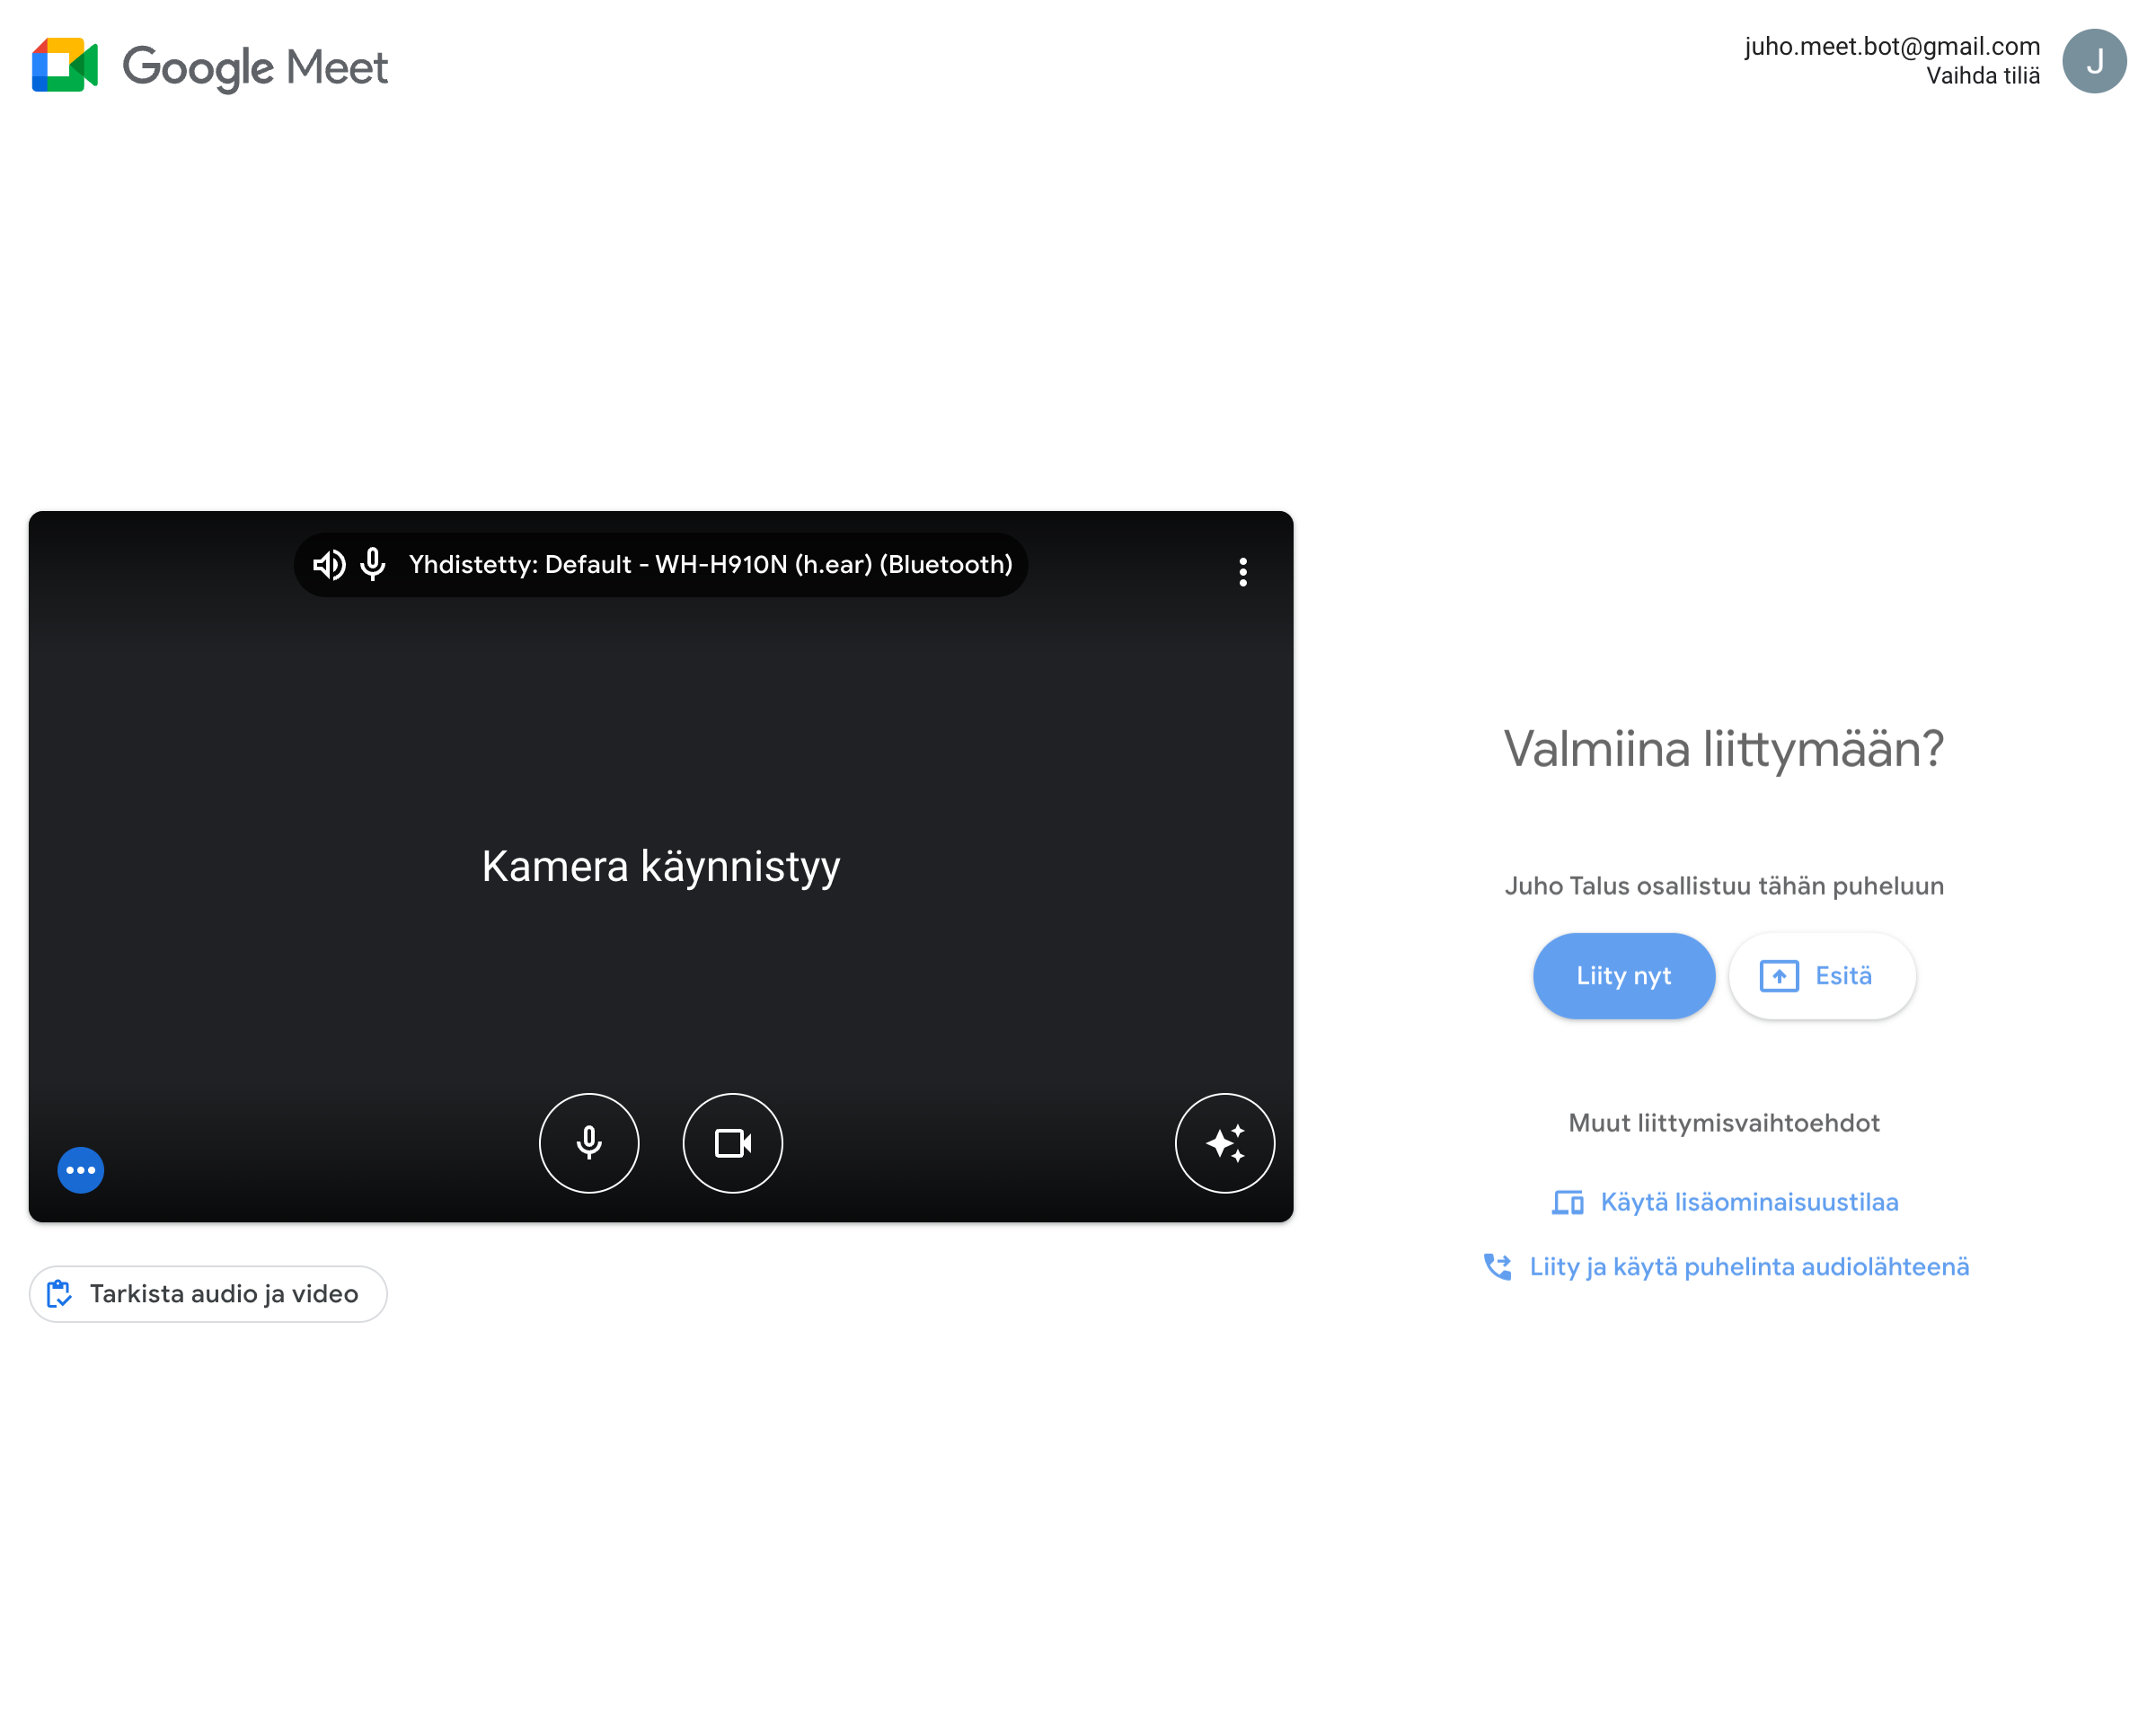 Google Meet
juho.meet.bot@gmail.com
Vaihda tiliä
J
Yhdistetty: Default - WH-H910N (h.ear) (Bluetooth)
Kamera käynnistyy
Tarkista audio ja video
Valmiina liittymään?
Juho Talus osallistuu tähän puheluun
Liity nyt
Esitä
Muut liittymisvaihtoehdot
Käytä lisäominaisuustilaa
Liity ja käytä puhelinta audiolähteenä